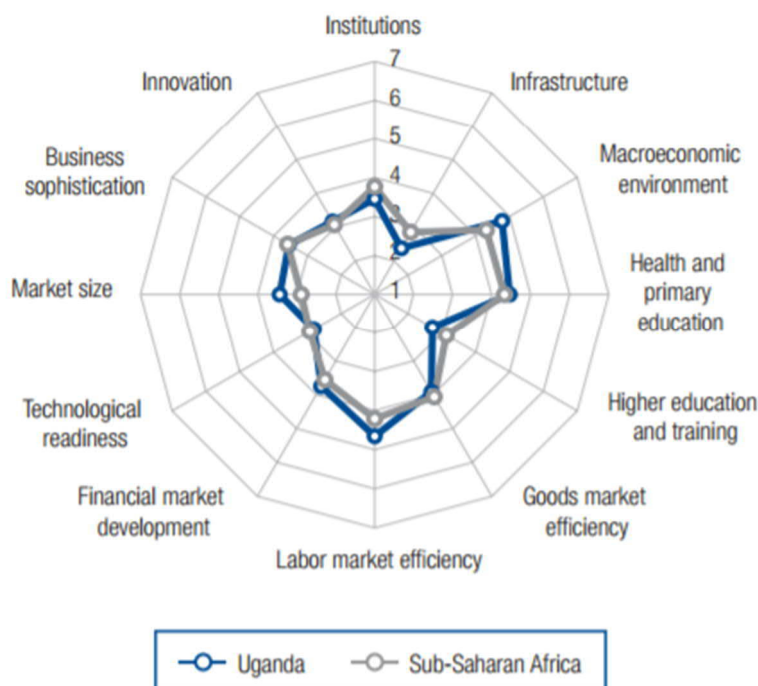 Institutions
7
6
5
4
3
2
1
Infrastructure
Macroeconomic
environment
Health and
primary
education
Higher education
and training
Goods market
efficiency
Labor market efficiency
Financial market
development
Technological
readiness
Market size
Business
sophistication
Innovation
Uganda
Sub-Saharan Africa